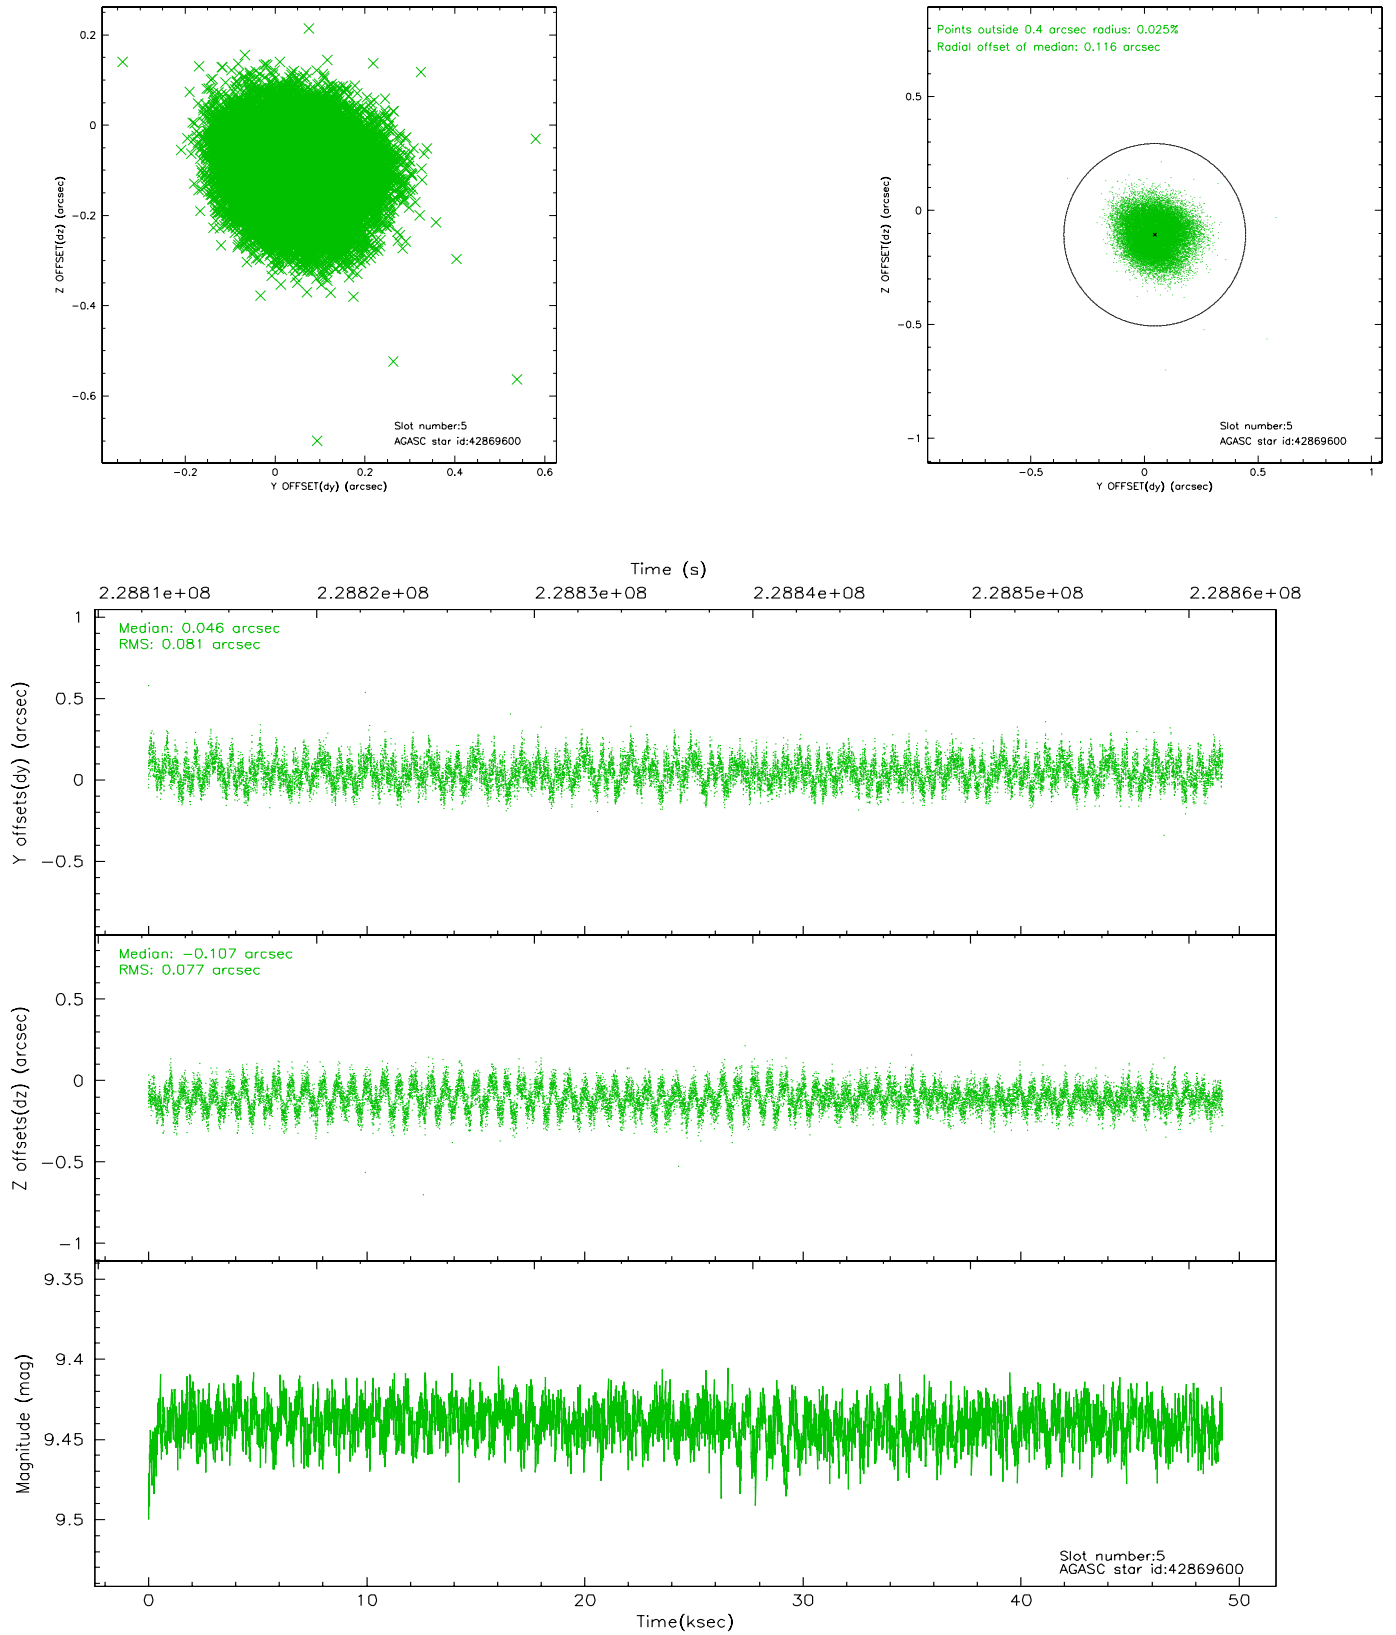 0.2
0
−0.2
−0.4
−0.6
Z OFFSET(dz) (arcsec)
Slot number:5
AGASC star id:42869600
−0.2 0 0.2 0.4 0.6
Y OFFSET(dy) (arcsec)
Points outside 0.4 arcsec radius: 0.025%
Radial offset of median: 0.116 arcsec
0.5
0
−0.5
−1
Z OFFSET(dz) (arcsec)
Slot number:5
AGASC star id:42869600
−0.5 0 0.5 1
Y OFFSET(dy) (arcsec)
Time (s)
2.2881e+08 2.2882e+08 2.2883e+08 2.2884e+08 2.2885e+08 2.2886e+08
Median: 0.046 arcsec
RMS: 0.081 arcsec
1
0.5
0
−0.5
Y offsets(dy) (arcsec)
Median: −0.107 arcsec
RMS: 0.077 arcsec
0.5
0
−0.5
−1
Z offsets(dz) (arcsec)
9.35
9.4
9.45
9.5
Magnitude (mag)
Slot number:5
AGASC star id:42869600
0 10 20 30 40 50
Time(ksec)